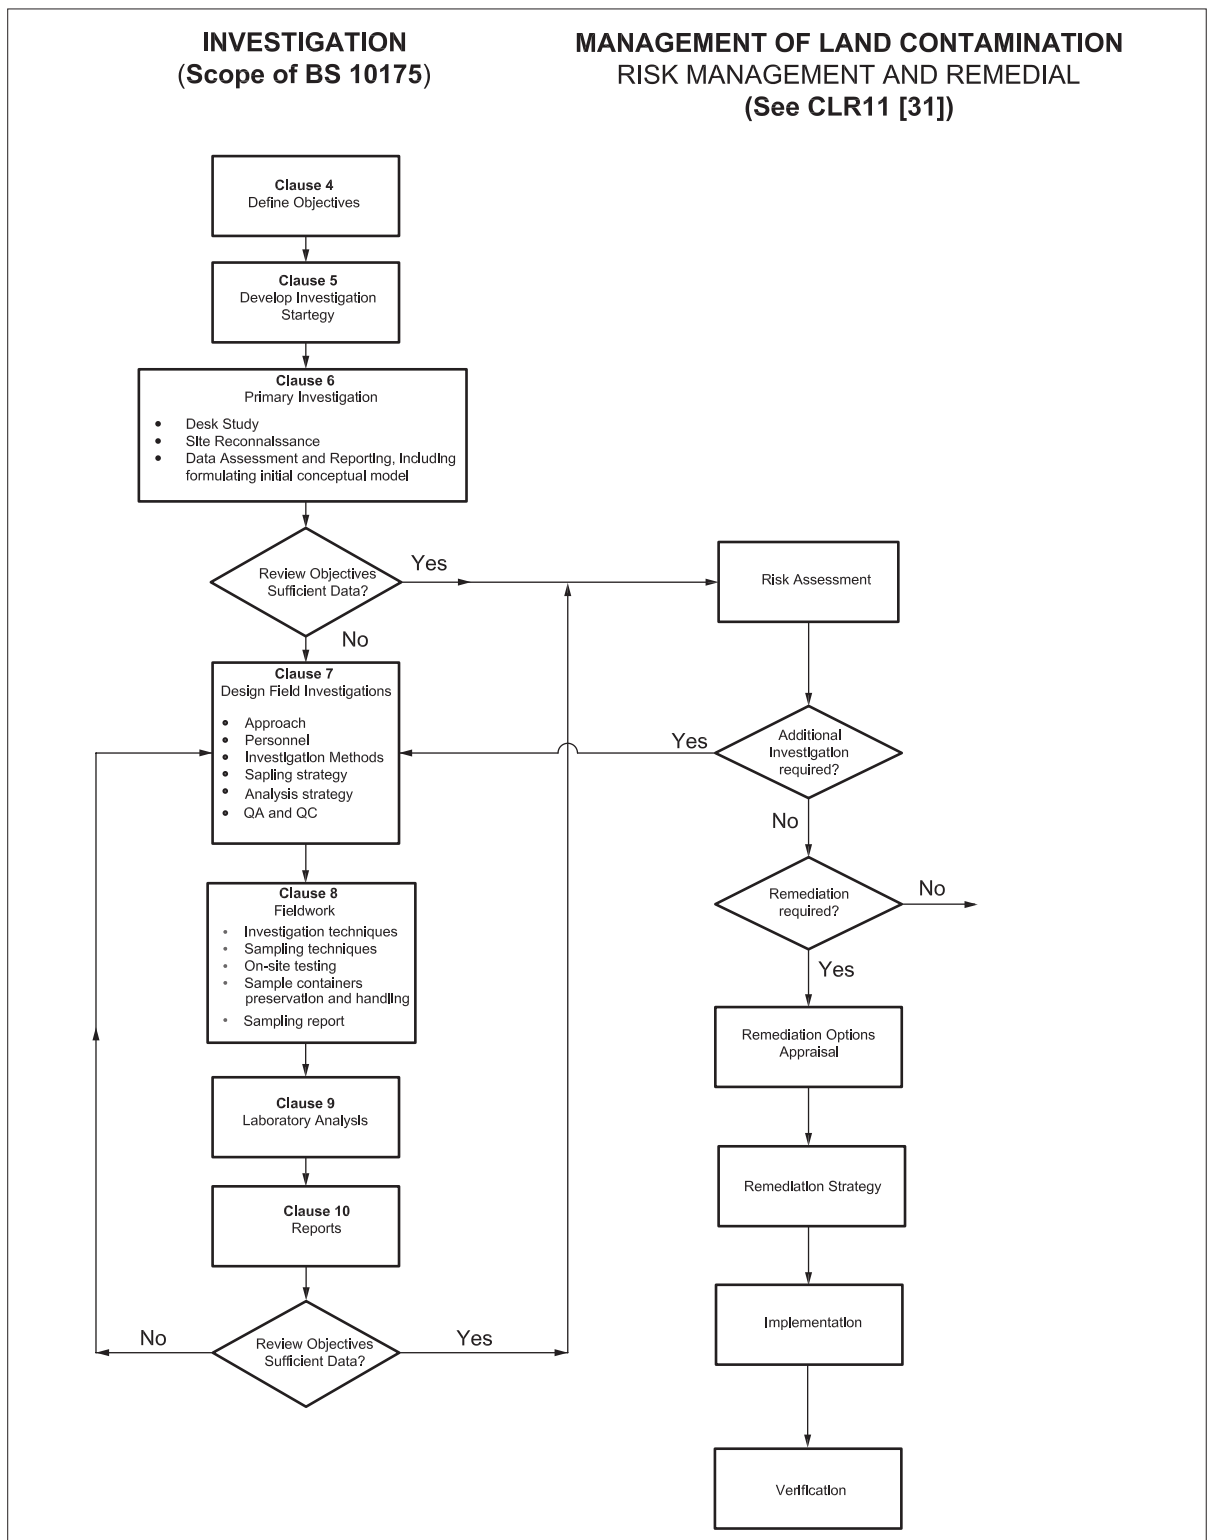 INVESTIGATION
(Scope of BS 10175)
MANAGEMENT OF LAND CONTAMINATION
RISK MANAGEMENT AND REMEDIAL
(See CLR11 [31])
Clause 4
Define Objectives
Clause 5
Develop Investigation
Startegy
Clause 6
Primary Investigation
• Desk Study
• Site Reconnaissance
• Data Assessment and Reporting, including
formulating initial conceptual model
Review Objectives
Sufficient Data?
Yes
No
Risk Assessment
Clause 7
Design Field Investigations
• Approach
• Personnel
• Investigation Methods
• Sapling strategy
• Analysis strategy
• QA and QC
Yes
Additional
Investigation
required?
No
Clause 8
Fieldwork
• Investigation techniques
• Sampling techniques
• On-site testing
• Sample containers
preservation and handling
• Sampling report
Remediation
required?
No
Yes
Remediation Options
Appraisal
Clause 9
Laboratory Analysis
Remediation Strategy
Clause 10
Reports
Implementation
No
Review Objectives
Sufficient Data?
Yes
Verification